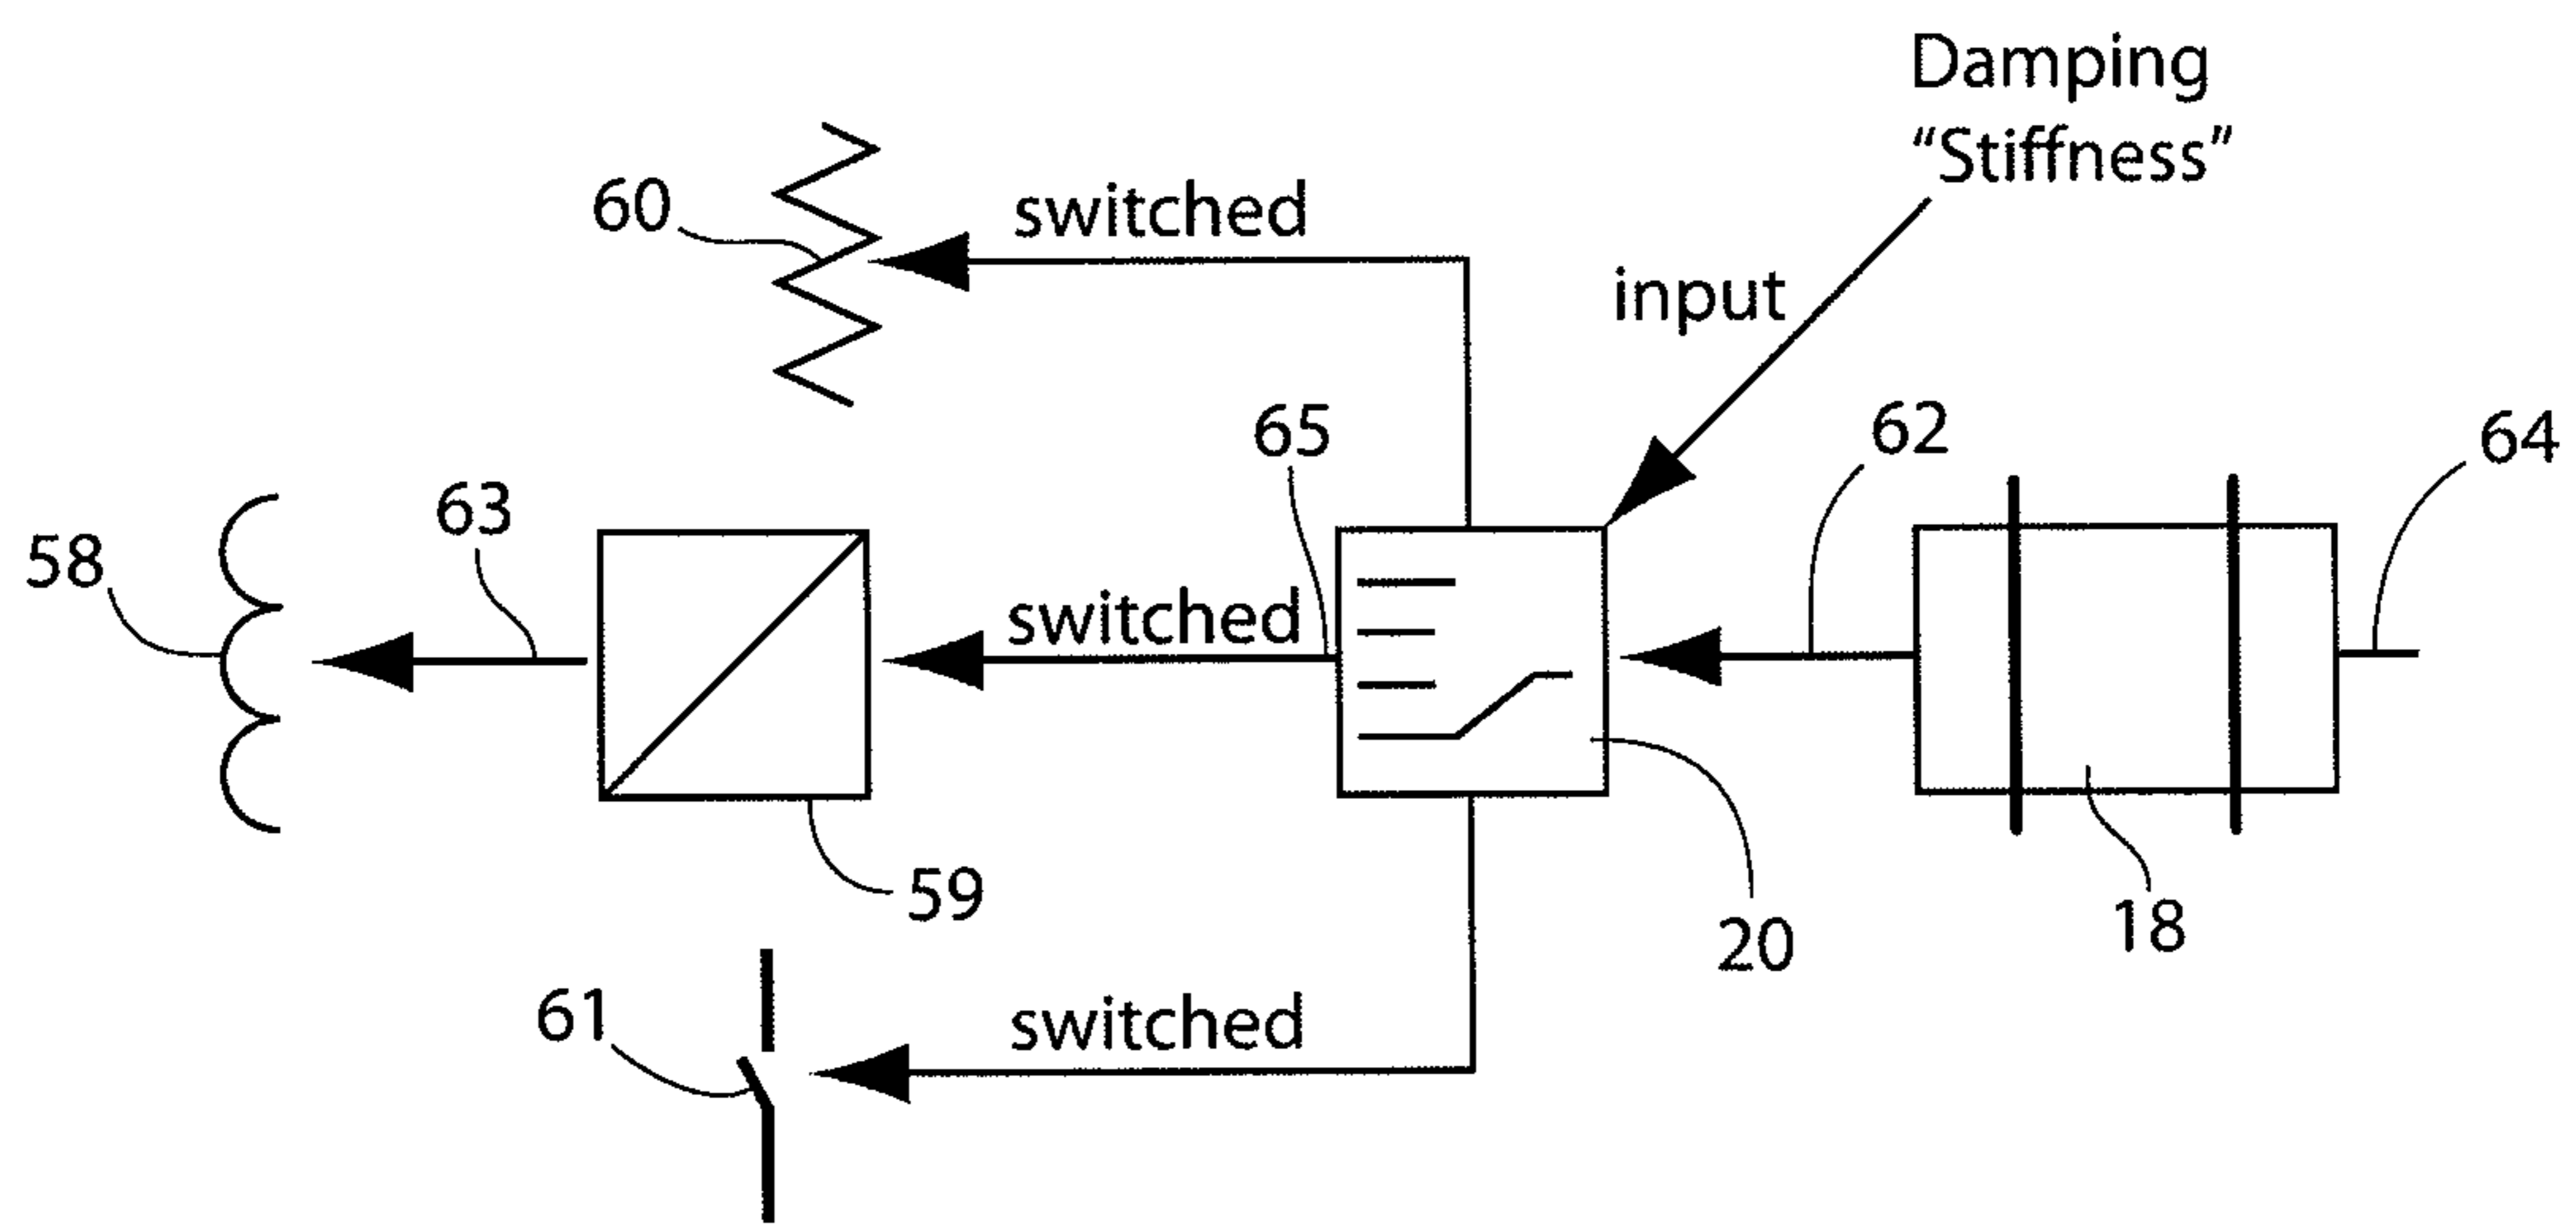 Damping
“Stiffness”
60
switched
input
65
62
64
58
63
switched
59
20
18
61
switched